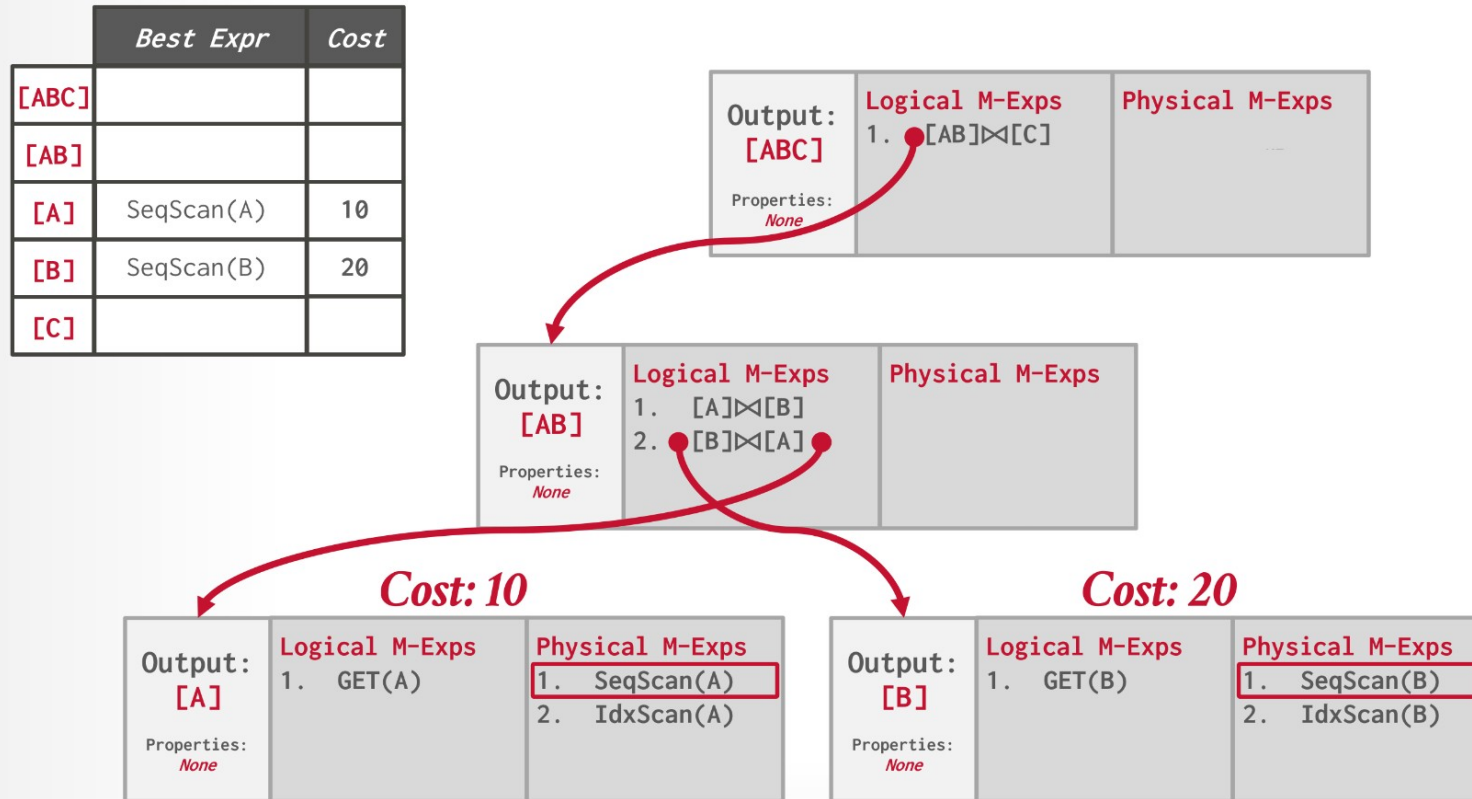 Best Expr Cost
[ABC]
[AB]
[A] SeqScan(A) 10
[B] SeqScan(B) 20
[C]
Output:
[ABC]
Properties:
None
Logical M-Exps
1. [AB]⋈[C]
Physical M-Exps
Output:
[AB]
Properties:
None
Logical M-Exps
1. [A]⋈[B]
2. [B]⋈[A]
Physical M-Exps
Cost: 10
Output:
[A]
Properties:
None
Logical M-Exps
1. GET(A)
Physical M-Exps
1. SeqScan(A)
2. IdxScan(A)
Cost: 20
Output:
[B]
Properties:
None
Logical M-Exps
1. GET(B)
Physical M-Exps
1. SeqScan(B)
2. IdxScan(B)